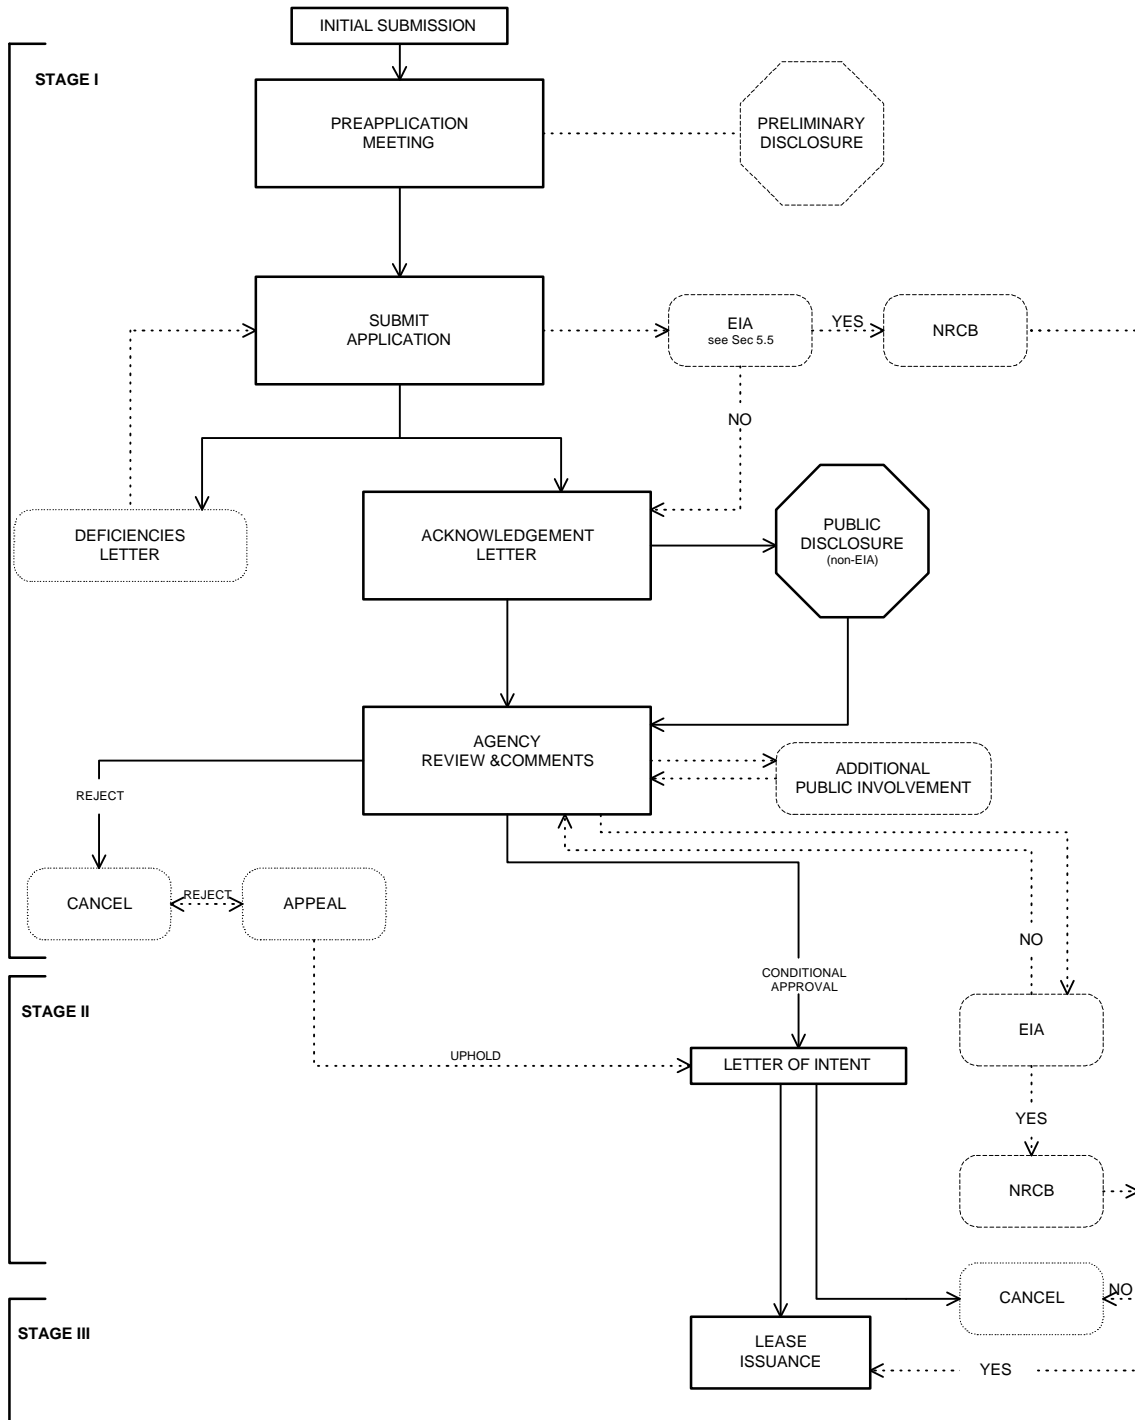 INITIAL SUBMISSION
STAGE I
PREAPPLICATION
MEETING
PRELIMINARY
DISCLOSURE
SUBMIT
APPLICATION
EIA
see Sec 5.5
YES
NRCB
NO
DEFICIENCIES
LETTER
ACKNOWLEDGEMENT
LETTER
PUBLIC
DISCLOSURE
(non-EIA)
AGENCY
REVIEW &COMMENTS
ADDITIONAL
PUBLIC INVOLVEMENT
REJECT
CANCEL
REJECT
APPEAL
NO
CONDITIONAL
APPROVAL
STAGE II
EIA
UPHOLD
LETTER OF INTENT
YES
NRCB
CANCEL
NO
STAGE III
LEASE
ISSUANCE
YES